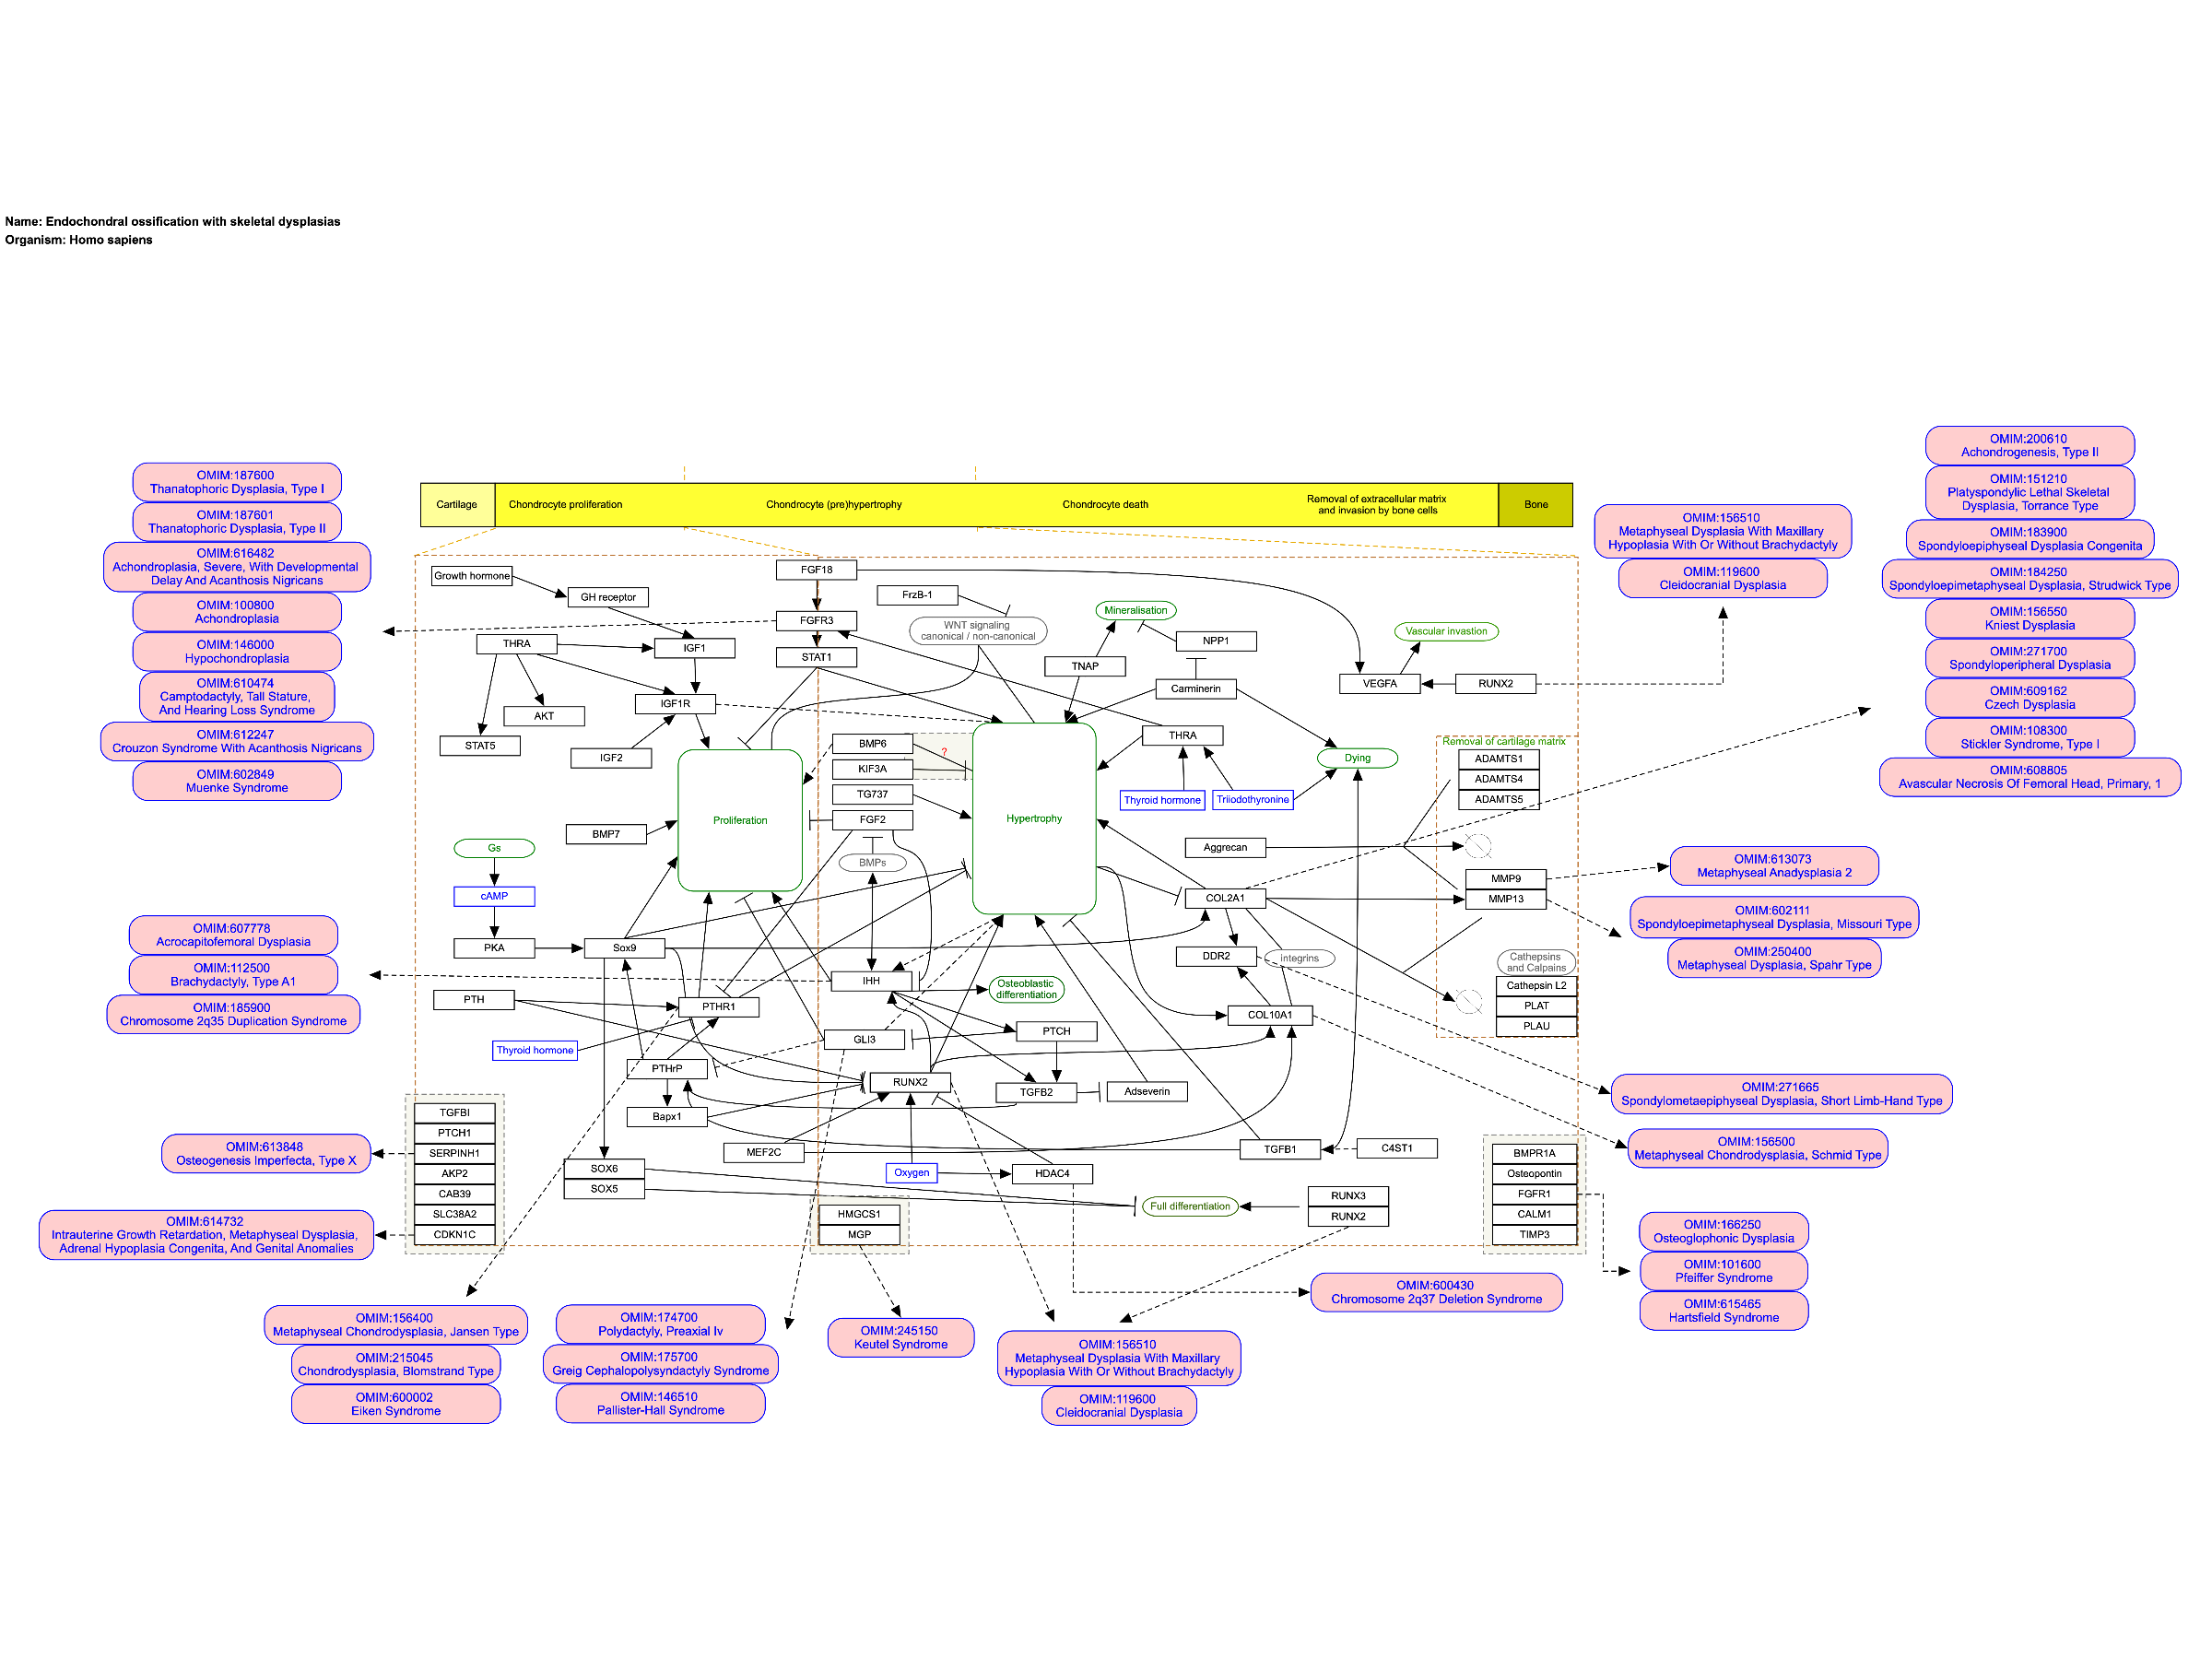 Name: Endochondral ossification with skeletal dysplasias
Organism: Homo sapiens
OMIM:187600
Thanatophoric Dysplasia, Type I
OMIM:187601
Thanatophoric Dysplasia, Type II
OMIM:616482
Achondroplasia, Severe, With Developmental
Delay And Acanthosis Nigricans
OMIM:100800
Achondroplasia
OMIM:146000
Hypochondroplasia
OMIM:610474
Camptodactyly, Tall Stature,
And Hearing Loss Syndrome
OMIM:612247
Crouzon Syndrome With Acanthosis Nigricans
OMIM:602849
Muenke Syndrome
OMIM:607778
Acrocapitofemoral Dysplasia
OMIM:112500
Brachydactyly, Type A1
OMIM:185900
Chromosome 2q35 Duplication Syndrome
OMIM:613848
Osteogenesis Imperfecta, Type X
OMIM:614732
Intrauterine Growth Retardation, Metaphyseal Dysplasia,
Adrenal Hypoplasia Congenita, And Genital Anomalies
Cartilage
Chondrocyte proliferation
Chondrocyte (pre)hypertrophy
Chondrocyte death
Removal of extracellular matrix
and invasion by bone cells
Bone
Growth hormone
GH receptor
THRA
IGF1
IGF1R
AKT
STAT5
IGF2
FGF18
FGFR3
STAT1
FrzB-1
WNT signaling
canonical / non-canonical
Mineralisation
NPP1
TNAP
Carminerin
THRA
Thyroid hormone
Triiodothyronine
Dying
Vascular invastion
VEGFA
RUNX2
BMP6
?
KIF3A
TG737
FGF2
BMPs
BMP7
Proliferation
Hypertrophy
Gs
cAMP
PKA
Sox9
PTH
PTHR1
Thyroid hormone
PTHrP
Bapx1
IHH
Osteoblastic
differentiation
GLI3
PTCH
RUNX2
TGFB2
Adseverin
MEF2C
Oxygen
HDAC4
TGFB1
C4ST1
SOX6
SOX5
Full differentiation
RUNX3
RUNX2
HMGCS1
MGP
Aggrecan
COL2A1
DDR2
integrins
COL10A1
Removal of cartilage matrix
ADAMTS1
ADAMTS4
ADAMTS5
MMP9
MMP13
Cathepsins
and Calpains
Cathepsin L2
PLAT
PLAU
TGFBI
PTCH1
SERPINH1
AKP2
CAB39
SLC38A2
CDKN1C
BMPR1A
Osteopontin
FGFR1
CALM1
TIMP3
OMIM:156510
Metaphyseal Dysplasia With Maxillary
Hypoplasia With Or Without Brachydactyly
OMIM:119600
Cleidocranial Dysplasia
OMIM:200610
Achondrogenesis, Type II
OMIM:151210
Platyspondylic Lethal Skeletal
Dysplasia, Torrance Type
OMIM:183900
Spondyloepiphyseal Dysplasia Congenita
OMIM:184250
Spondyloepimetaphyseal Dysplasia, Strudwick Type
OMIM:156550
Kniest Dysplasia
OMIM:271700
Spondyloperipheral Dysplasia
OMIM:609162
Czech Dysplasia
OMIM:108300
Stickler Syndrome, Type I
OMIM:608805
Avascular Necrosis Of Femoral Head, Primary, 1
OMIM:613073
Metaphyseal Anadysplasia 2
OMIM:602111
Spondyloepimetaphyseal Dysplasia, Missouri Type
OMIM:250400
Metaphyseal Dysplasia, Spahr Type
OMIM:271665
Spondylometaepiphyseal Dysplasia, Short Limb-Hand Type
OMIM:156500
Metaphyseal Chondrodysplasia, Schmid Type
OMIM:166250
Osteoglophonic Dysplasia
OMIM:101600
Pfeiffer Syndrome
OMIM:615465
Hartsfield Syndrome
OMIM:600430
Chromosome 2q37 Deletion Syndrome
OMIM:156400
Metaphyseal Chondrodysplasia, Jansen Type
OMIM:215045
Chondrodysplasia, Blomstrand Type
OMIM:600002
Eiken Syndrome
OMIM:174700
Polydactyly, Preaxial Iv
OMIM:175700
Greig Cephalopolysyndactyly Syndrome
OMIM:146510
Pallister-Hall Syndrome
OMIM:245150
Keutel Syndrome
OMIM:156510
Metaphyseal Dysplasia With Maxillary
Hypoplasia With Or Without Brachydactyly
OMIM:119600
Cleidocranial Dysplasia